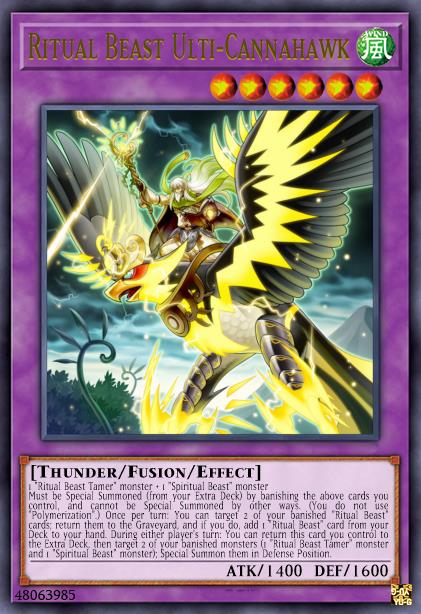 Ritual Beast Ulti-Cannahawk
WIND
風
[Thunder/Fusion/Effect]
1 "Ritual Beast Tamer" monster + 1 "Spiritual Beast" monster
Must be Special Summoned (from your Extra Deck) by banishing the above cards you
control, and cannot be Special Summoned by other ways. (You do not use
"Polymerization".) Once per turn: You can target 2 of your banished "Ritual Beast"
cards; return them to the Graveyard, and if you do, add 1 "Ritual Beast" card from your
Deck to your hand. During either player's turn: You can return this card you control to
the Extra Deck, then target 2 of your banished monsters (1 "Ritual Beast Tamer" monster
and 1 "Spiritual Beast" monster); Special Summon them in Defense Position.
ATK/1400 DEF/1600
48063985